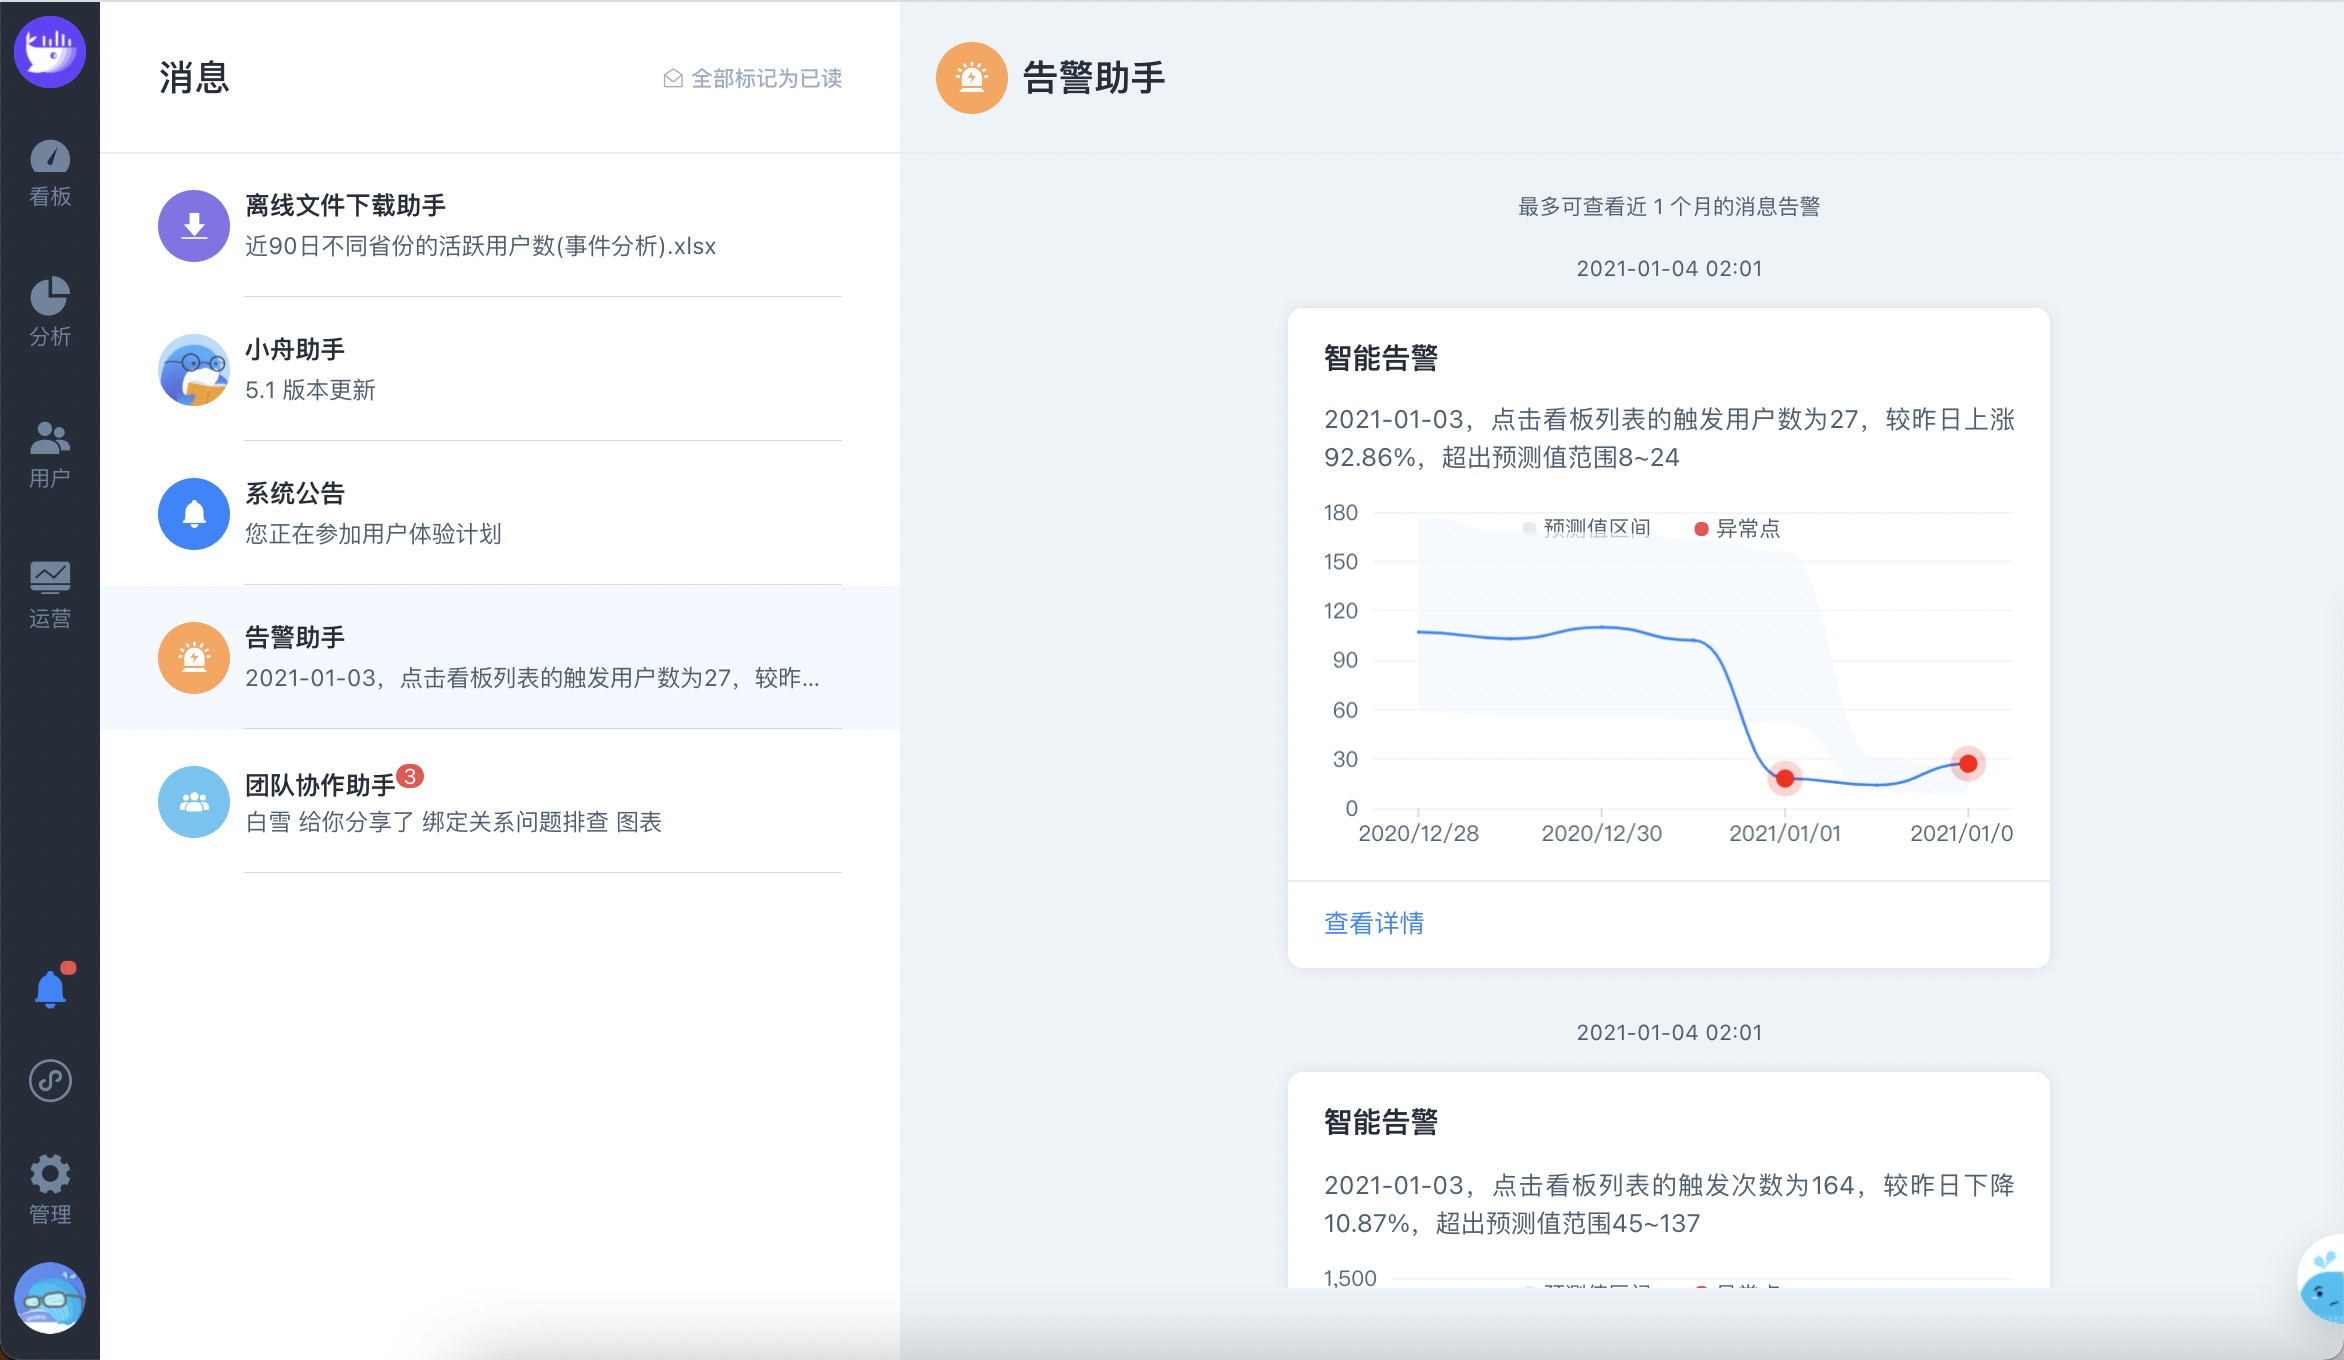 看板
分析
用户
运营
管理
消息
全部标记为已读
离线文件下载助手
近90日不同省份的活跃用户数(事件分析).xlsx
小舟助手
5.1 版本更新
系统公告
您正在参加用户体验计划
告警助手
2021-01-03，点击看板列表的触发用户数为27，较昨...
团队协作助手 3
白雪 给你分享了 绑定关系问题排查 图表
告警助手
最多可查看近 1 个月的消息告警
2021-01-04 02:01
智能告警
2021-01-03，点击看板列表的触发用户数为27，较昨日上涨
92.86%，超出预测值范围8~24
预测值区间 异常点
180
150
120
90
60
30
0
2020/12/28 2020/12/30 2021/01/01 2021/01/0
查看详情
2021-01-04 02:01
智能告警
2021-01-03，点击看板列表的触发次数为164，较昨日下降
10.87%，超出预测值范围45~137
1,500